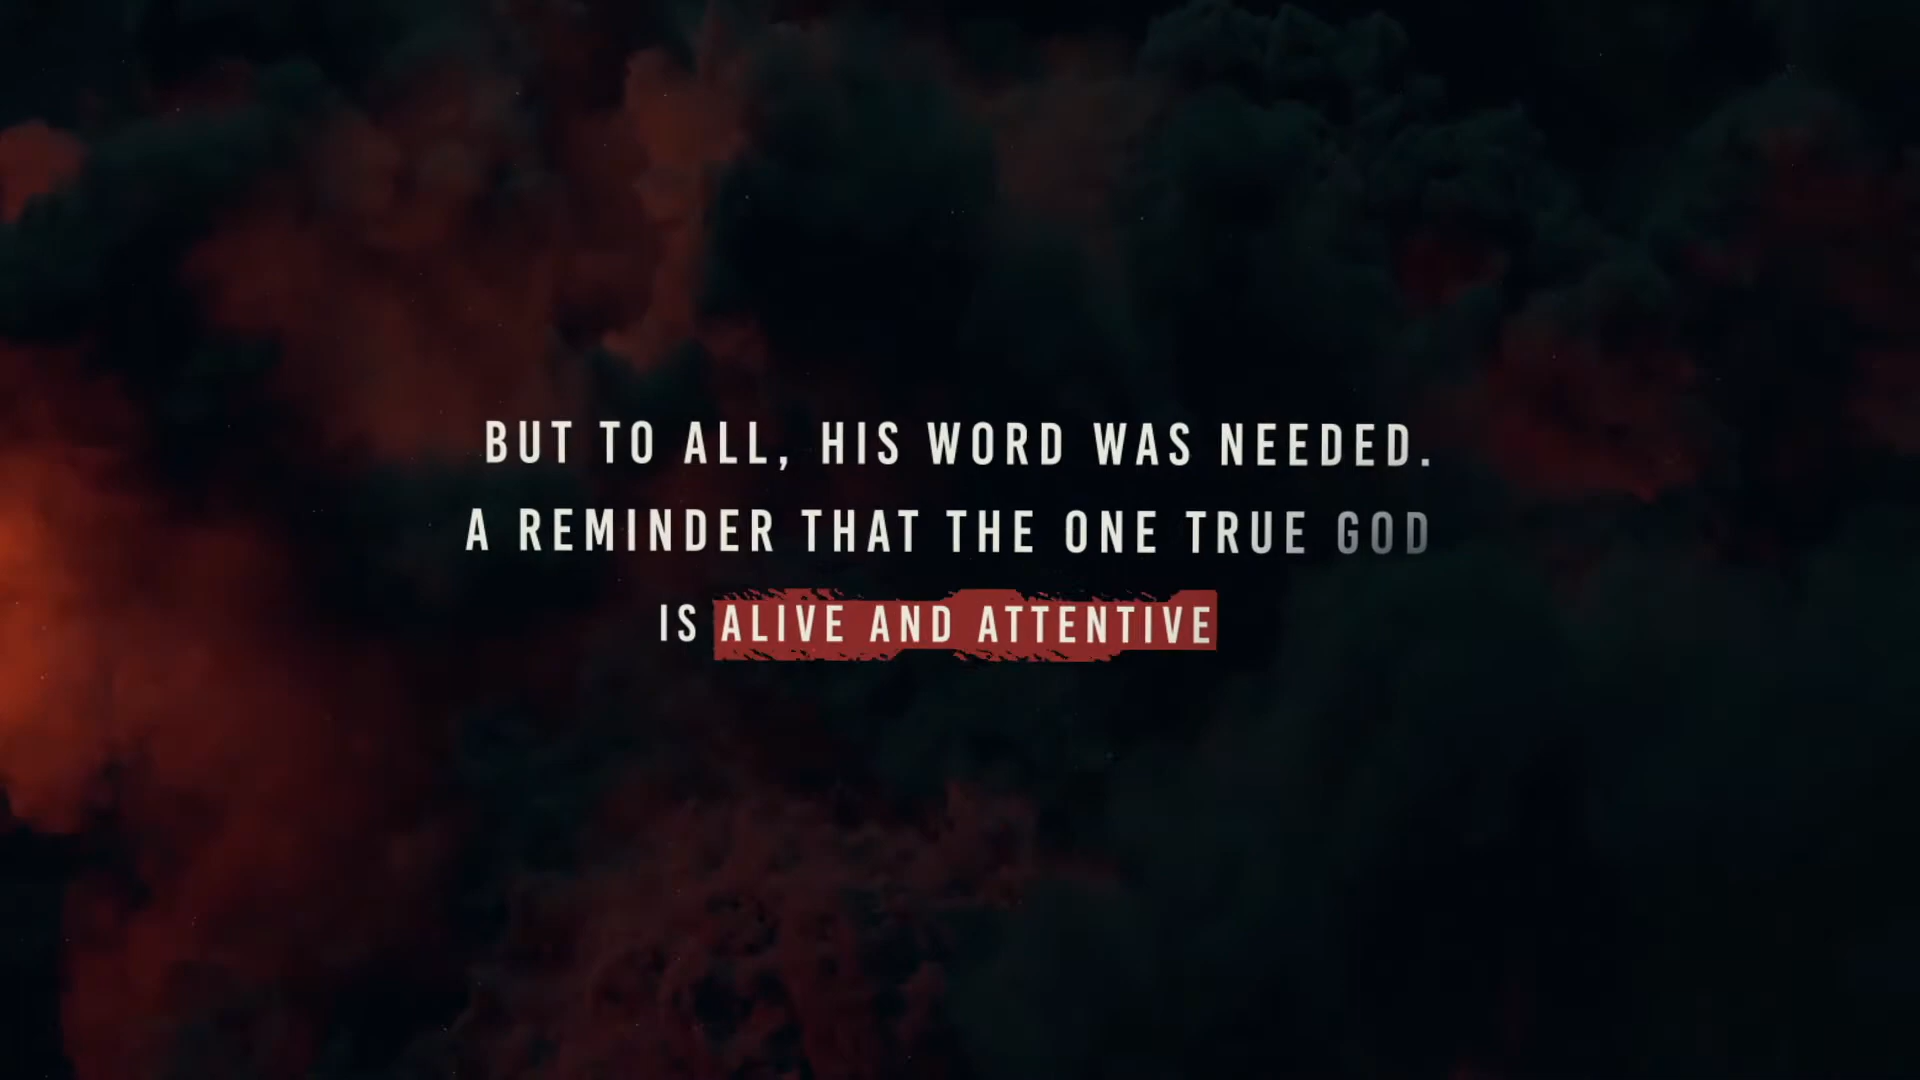 BUT TO ALL, HIS WORD WAS NEEDED.
A REMINDER THAT THE ONE TRUE GOD
IS ALIVE AND ATTENTIVE